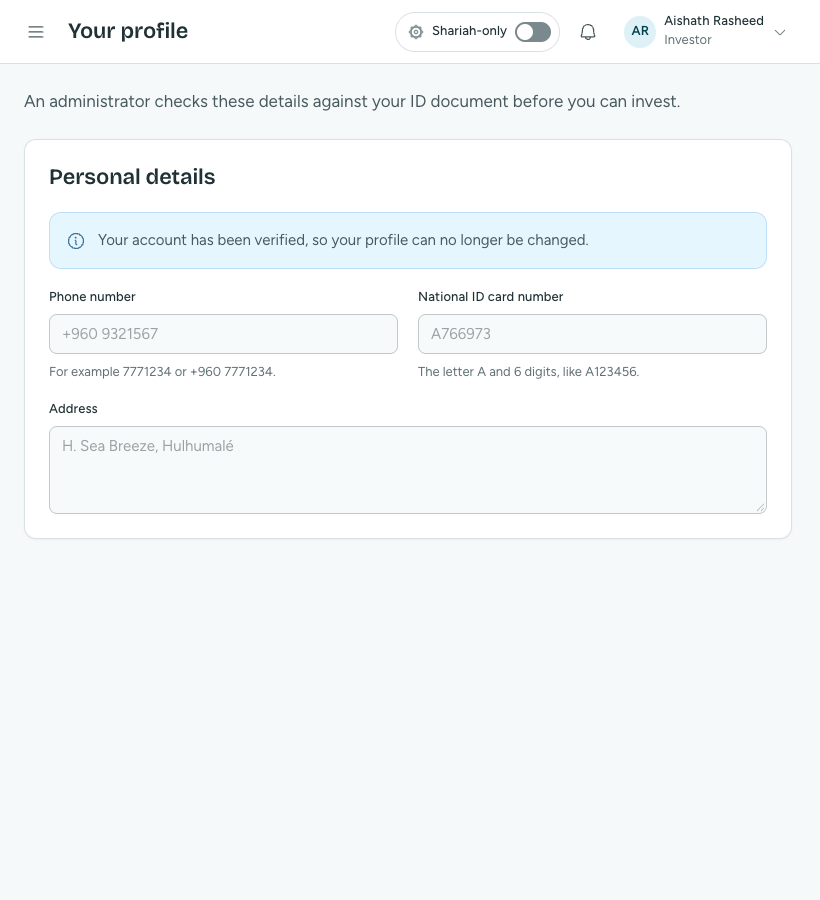 Your profile
Shariah-only
AR
Aishath Rasheed
Investor
An administrator checks these details against your ID document before you can invest.
Personal details
Your account has been verified, so your profile can no longer be changed.
Phone number
National ID card number
+960 9321567
A766973
For example 7771234 or +960 7771234.
The letter A and 6 digits, like A123456.
Address
H. Sea Breeze, Hulhumalé